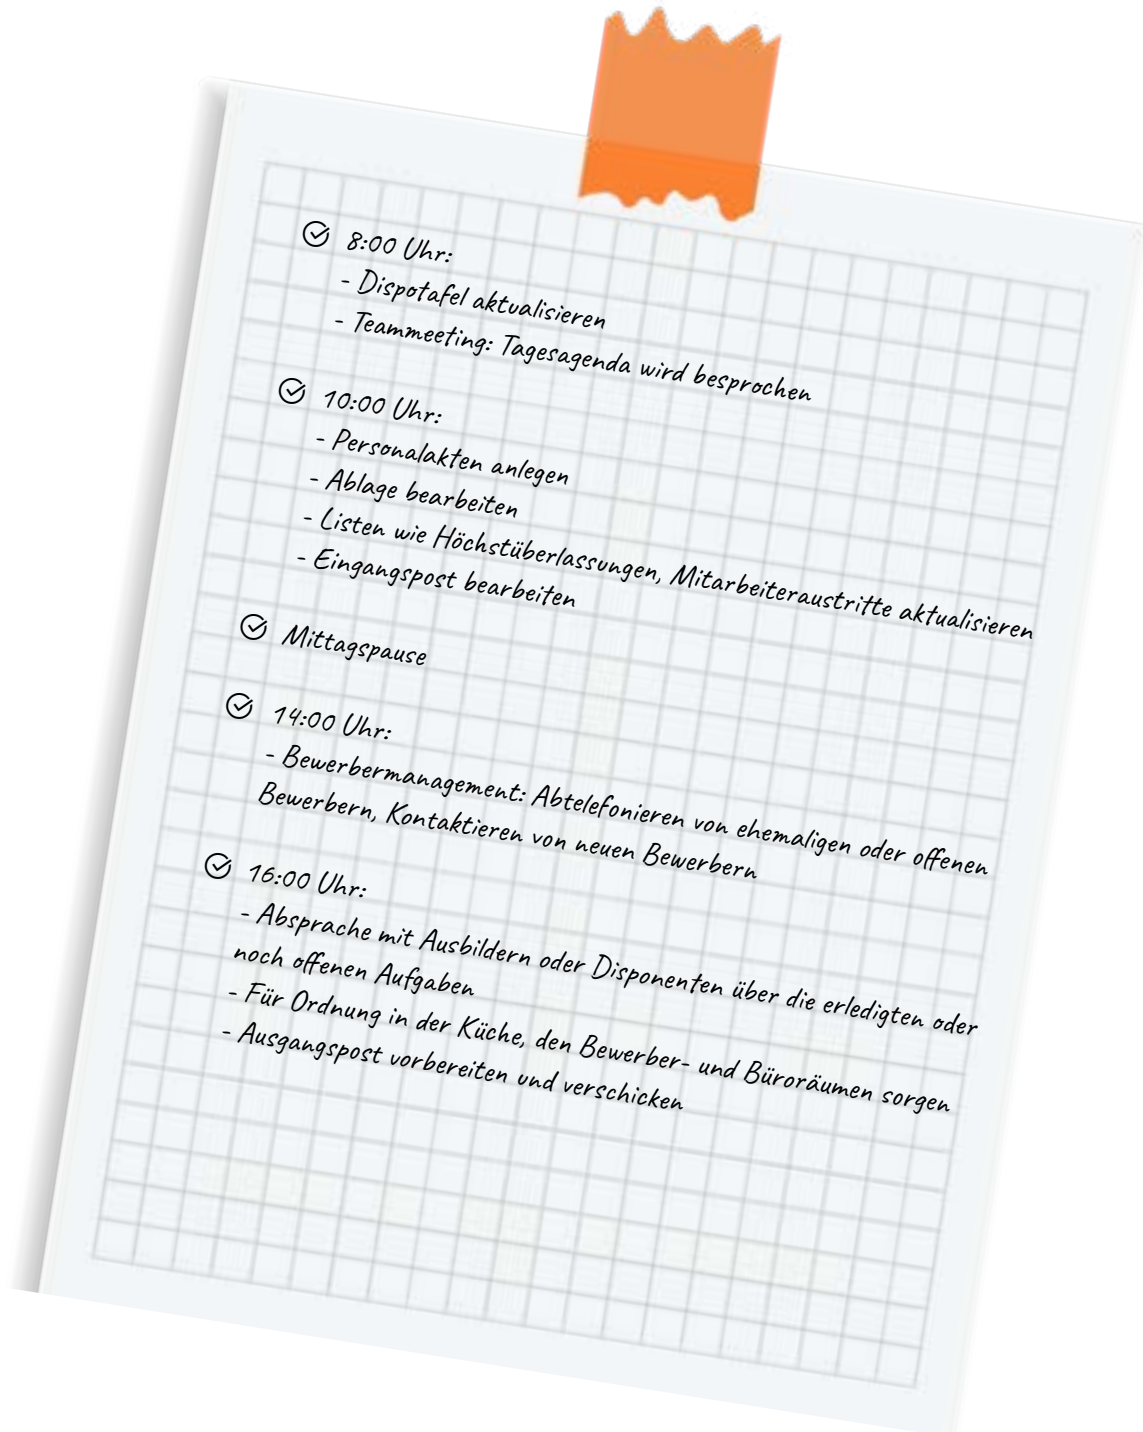 8:00 Uhr:
- Dispotafel aktualisieren
- Teammeeting: Tagesagenda wird besprochen
10:00 Uhr:
- Personalakten anlegen
- Ablage bearbeiten
- Listen wie Höchstüberlassungen, Mitarbeiteraustritte aktualisieren
- Eingangspost bearbeiten
Mittagspause
14:00 Uhr:
- Bewerbermanagement: Abtelefonieren von ehemaligen oder offenen
Bewerbern, Kontaktieren von neuen Bewerbern
16:00 Uhr:
- Absprache mit Ausbildern oder Disponenten über die erledigten oder
noch offenen Aufgaben
- Für Ordnung in der Küche, den Bewerber- und Büroräumen sorgen
- Ausgangspost vorbereiten und verschicken